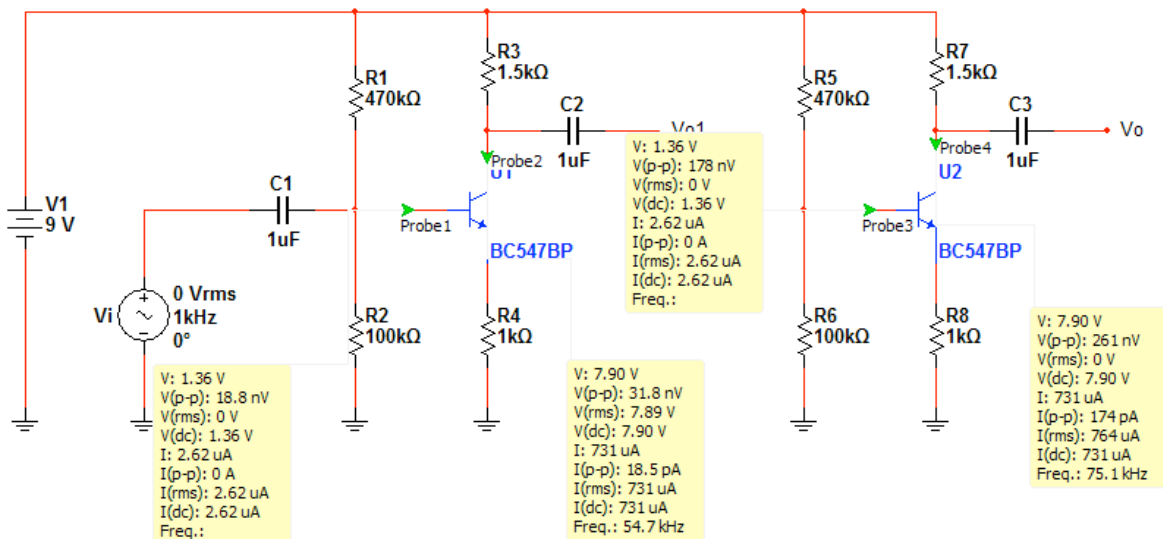 R1
470kΩ
R3
1.5kΩ
C2
1uF
Vo1
Probe2
U1
V1
9 V
C1
1uF
Probe1
BC547BP
Vi
0 Vrms
1kHz
0°
R2
100kΩ
R4
1kΩ
V: 1.36 V
V(p-p): 18.8 nV
V(rms): 0 V
V(dc): 1.36 V
I: 2.62 uA
I(p-p): 0 A
I(rms): 2.62 uA
I(dc): 2.62 uA
Freq.:
V: 7.90 V
V(p-p): 31.8 nV
V(rms): 7.89 V
V(dc): 7.90 V
I: 731 uA
I(p-p): 18.5 pA
I(rms): 731 uA
I(dc): 731 uA
Freq.: 54.7 kHz
V: 1.36 V
V(p-p): 178 nV
V(rms): 0 V
V(dc): 1.36 V
I: 2.62 uA
I(p-p): 0 A
I(rms): 2.62 uA
I(dc): 2.62 uA
Freq.:
R5
470kΩ
R7
1.5kΩ
C3
1uF
Vo
Probe4
U2
Probe3
BC547BP
R6
100kΩ
R8
1kΩ
V: 7.90 V
V(p-p): 261 nV
V(rms): 0 V
V(dc): 7.90 V
I: 731 uA
I(p-p): 174 pA
I(rms): 764 uA
I(dc): 731 uA
Freq.: 75.1 kHz